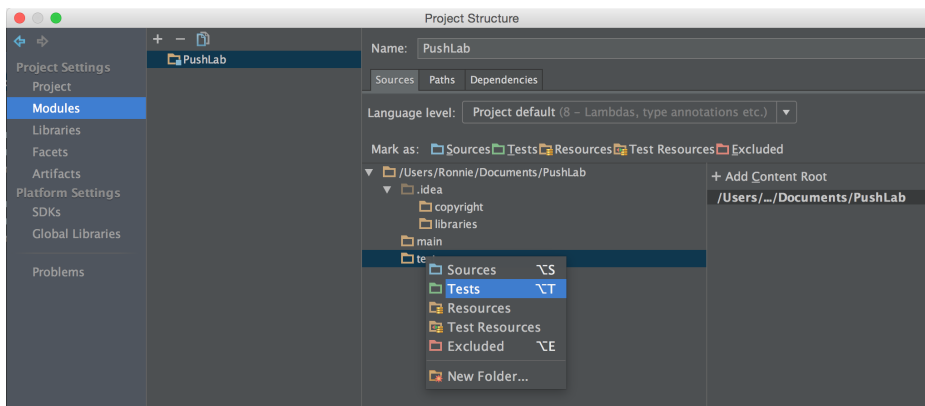 Project Structure
Project Settings
Project
Modules
Libraries
Facets
Artifacts
Platform Settings
SDKs
Global Libraries
Problems
PushLab
Name: PushLab
Sources Paths Dependencies
Language level: Project default (8 – Lambdas, type annotations etc.)
Mark as: Sources Tests Resources Test Resources Excluded
/Users/Ronnie/Documents/PushLab
.idea
copyright
libraries
main
te
Sources ⌥S
Tests ⌥T
Resources
Test Resources
Excluded ⌥E
New Folder...
+ Add Content Root
/Users/.../Documents/PushLab